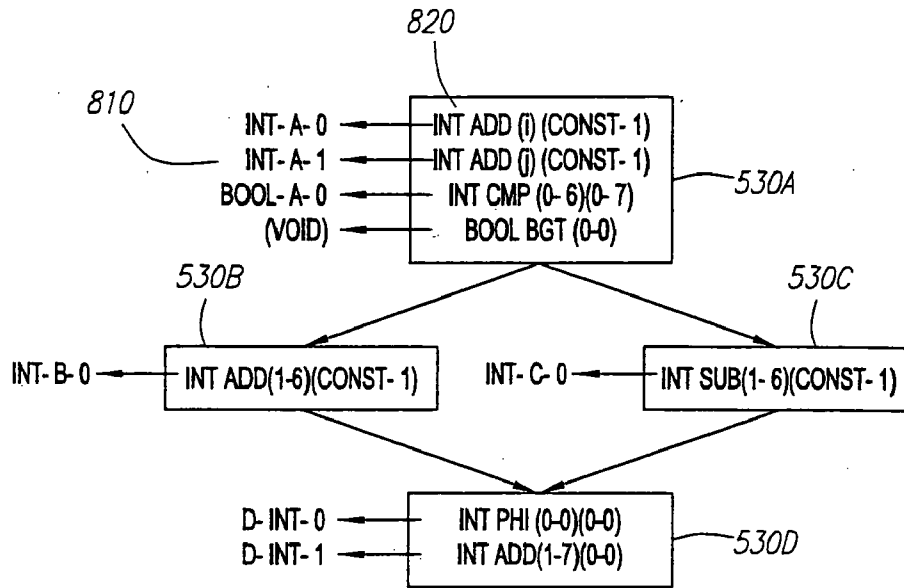 820
810
INT- A- 0 INT ADD (i) (CONST- 1)
INT- A- 1 INT ADD (j) (CONST- 1)
BOOL- A- 0 INT CMP (0- 6)(0- 7)
(VOID) BOOL BGT (0-0)
530A
530B 530C
INT- B- 0 INT ADD(1-6)(CONST- 1) INT- C- 0 INT SUB(1- 6)(CONST- 1)
D- INT- 0 INT PHI (0-0)(0-0)
D- INT- 1 INT ADD(1-7)(0-0)
530D